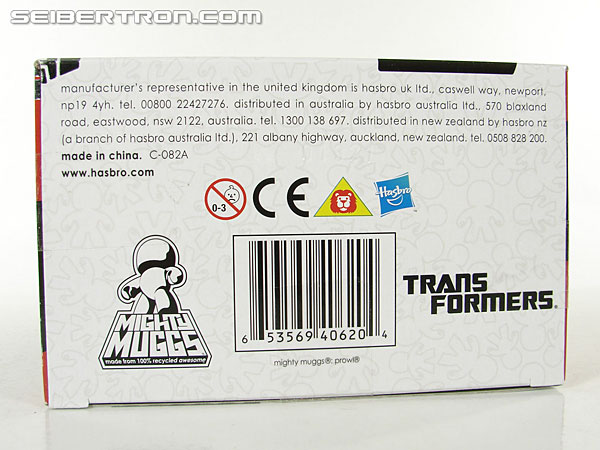 SEIBERTRON.COM
manufacturer's representative in the united kingdom is hasbro uk ltd., caswell way, newport,
np19 4yh. tel. 00800 22427276. distributed in australia by hasbro australia ltd., 570 blaxland
road, eastwood, nsw 2122, australia. tel. 1300 138 697. distributed in new zealand by hasbro nz
(a branch of hasbro australia ltd.), 221 albany highway, auckland, new zealand. tel. 0508 828 200.
made in china. C-082A
www.hasbro.com
0-3
CE
Hasbro
MIGHTY
MUGGS
made from 100% recycled awesome
6 53569 40620 4
mighty muggs®: prowl®
TRANS
FORMERS.